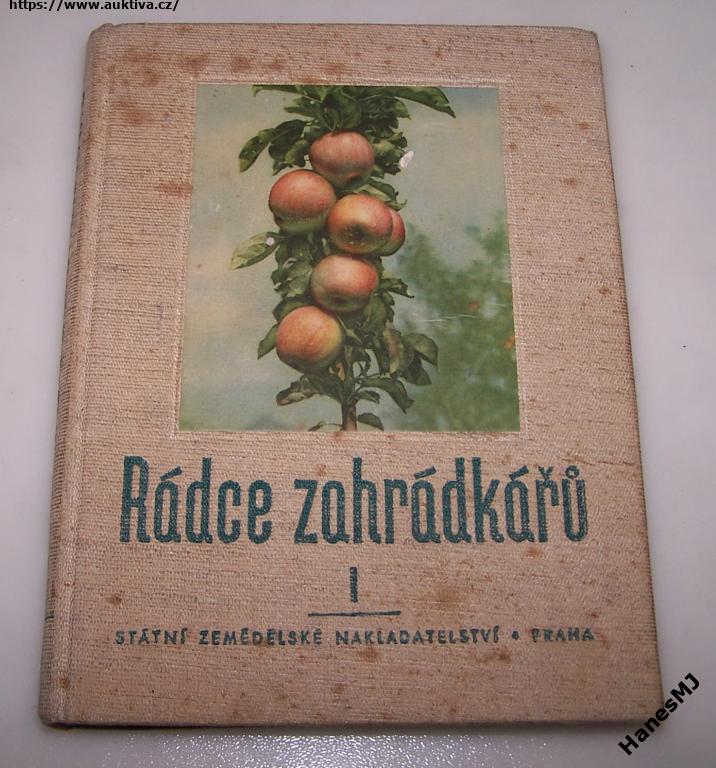 https://www.auktiva.cz/
Rádce zahrádkářů
I
STÁTNÍ ZEMĚDĚLSKÉ NAKLADATELSTVÍ • PRAHA
HanesMJ